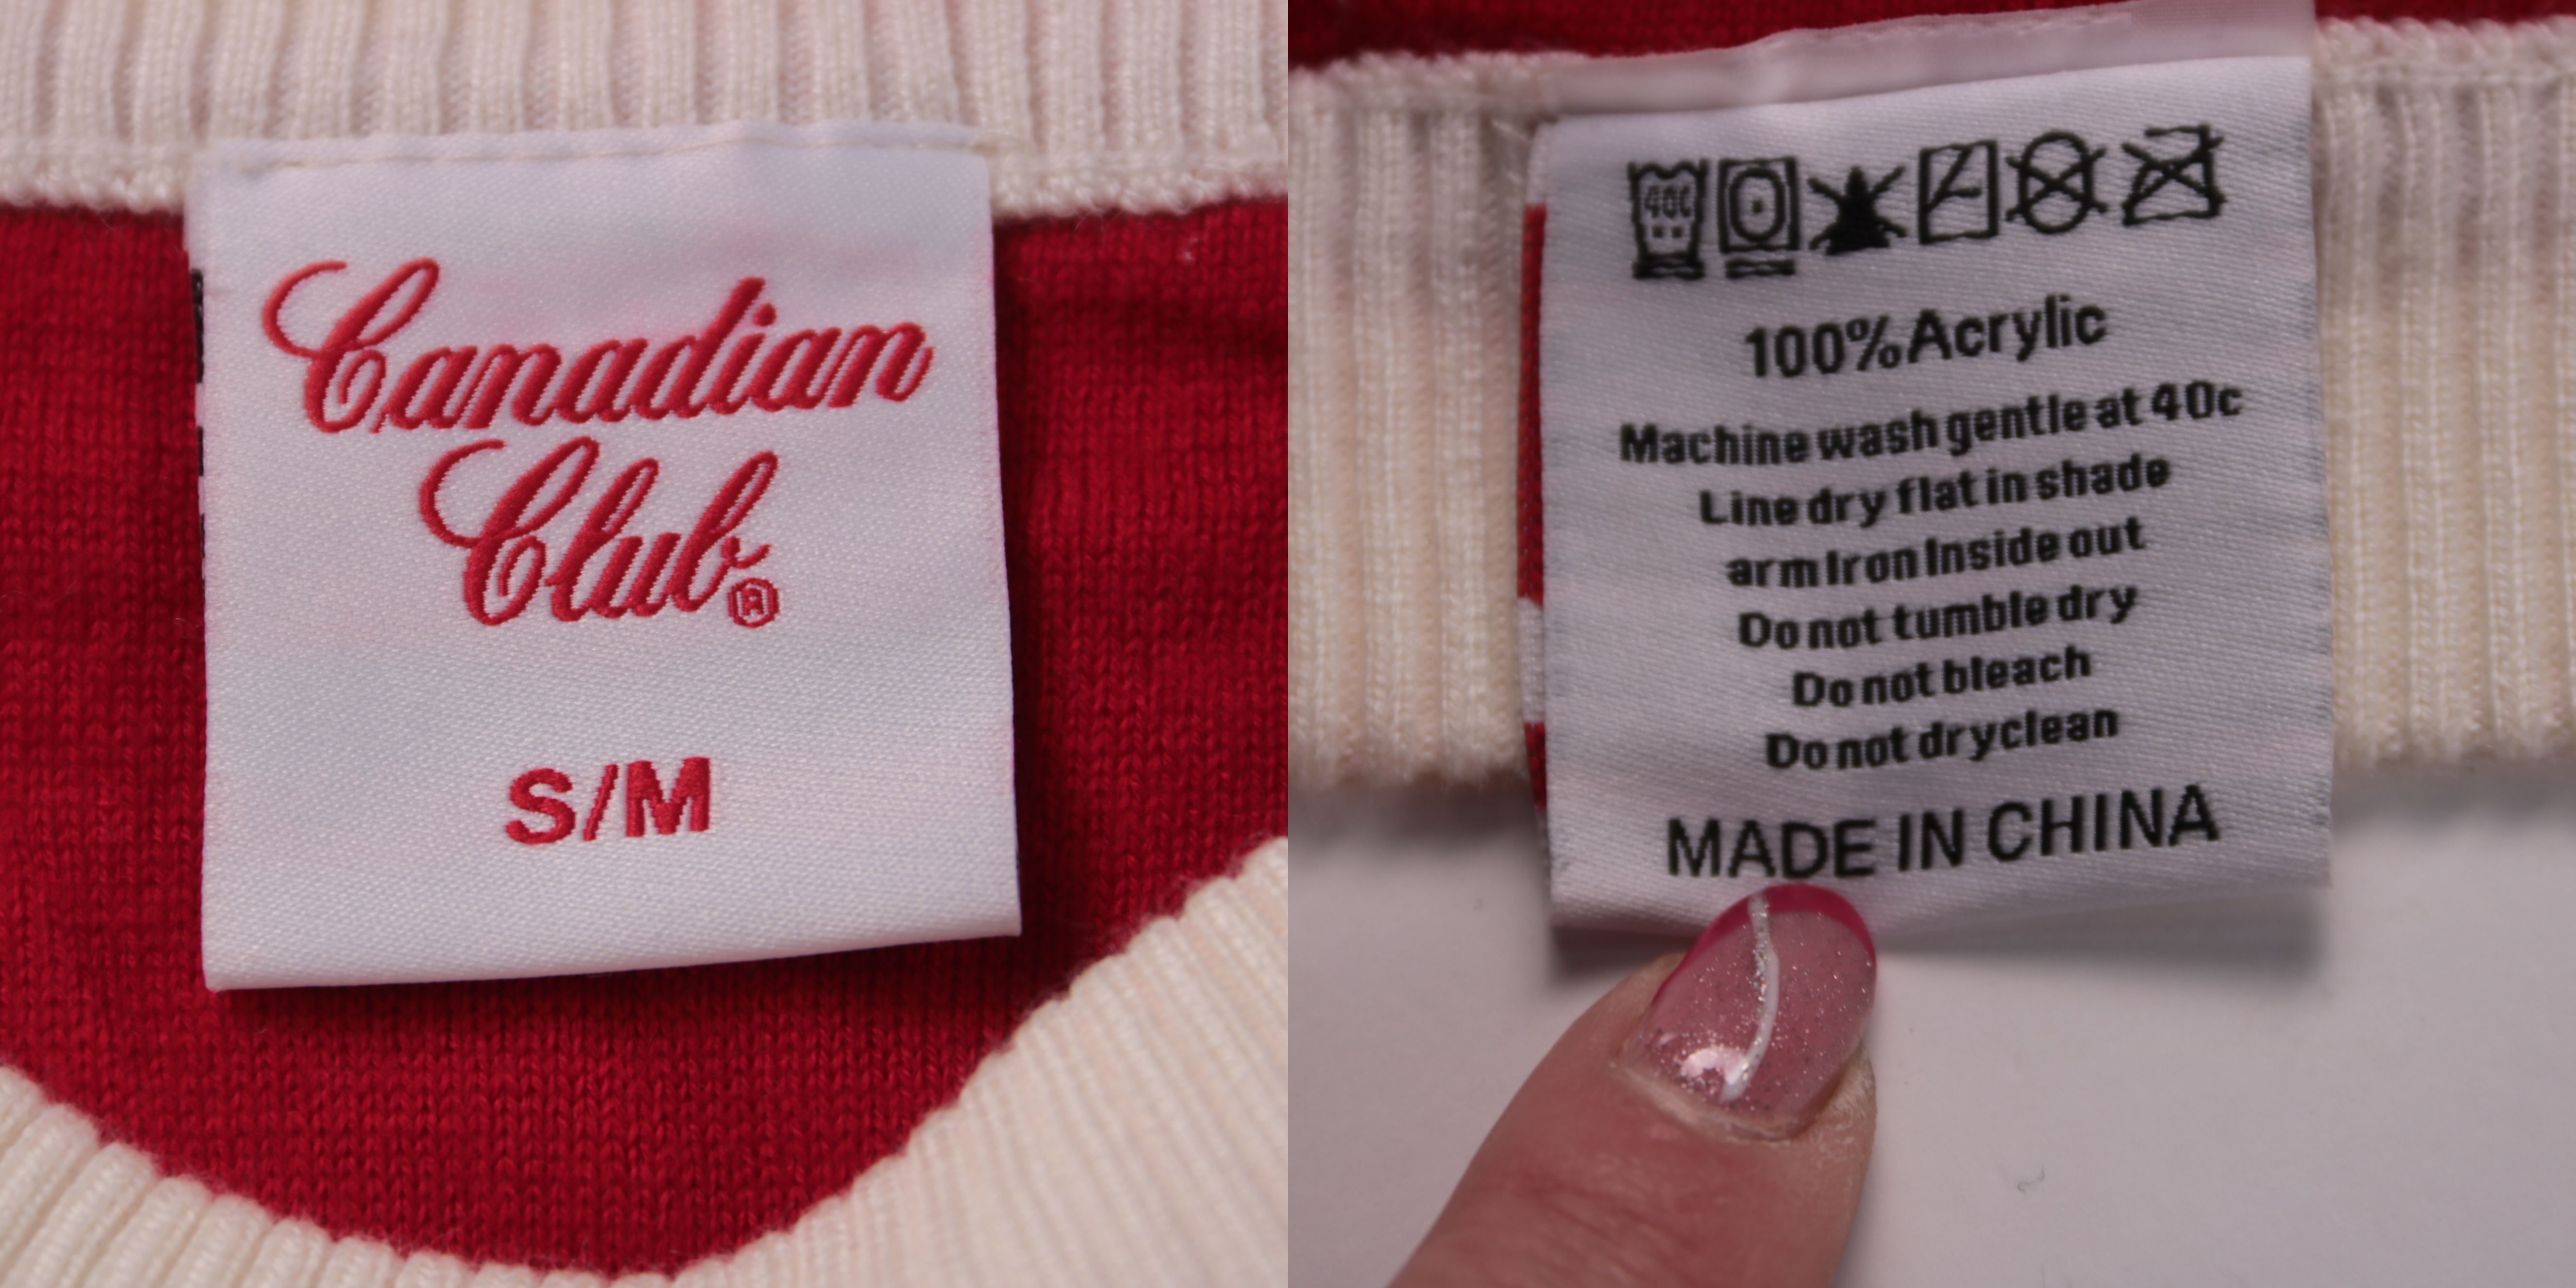 Canadian
Club®
S/M
40C
100% Acrylic
Machine wash gentle at 40c
Line dry flat in shade
arm Iron Inside out
Do not tumble dry
Do not bleach
Do not dryclean
MADE IN CHINA